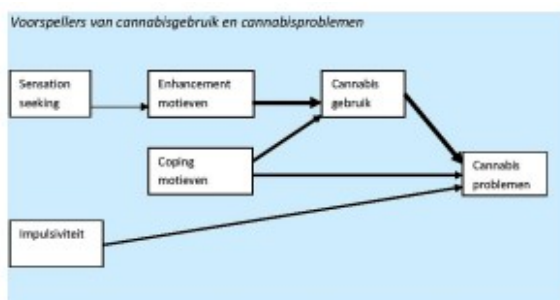 Voorspellers van cannabisgebruik en cannabisproblemen
Sensation
seeking
Enhancement
motieven
Cannabis
gebruik
Coping
motieven
Cannabis
problemen
Impulsiviteit